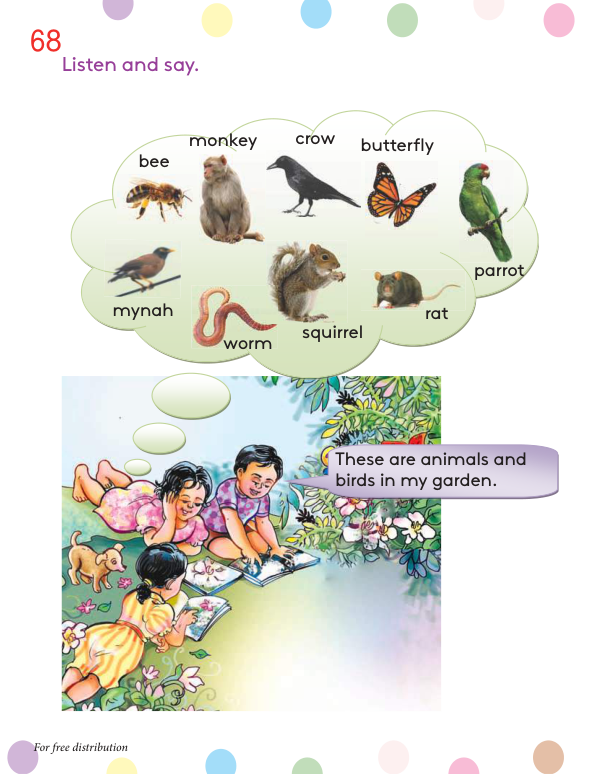 68
Listen and say.
bee
monkey
crow
butterfly
parrot
mynah
worm
squirrel
rat
These are animals and
birds in my garden.
For free distribution